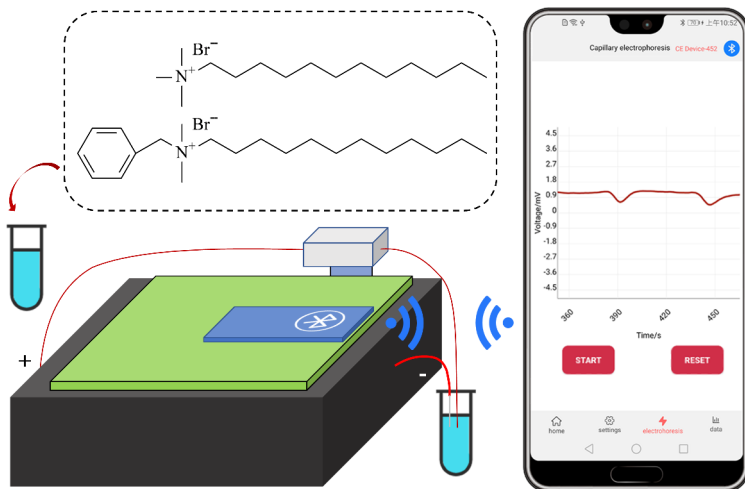 Br−
N+
Br−
N+
+
-
上午10:52
Capillary electrophoresis CE Device-452
4.5
3.6
2.7
1.8
0.9
0
-0.9
-1.8
-2.7
-3.6
-4.5
Voltage/mV
360 390 420 450
Time/s
START RESET
home settings electrohoresis data